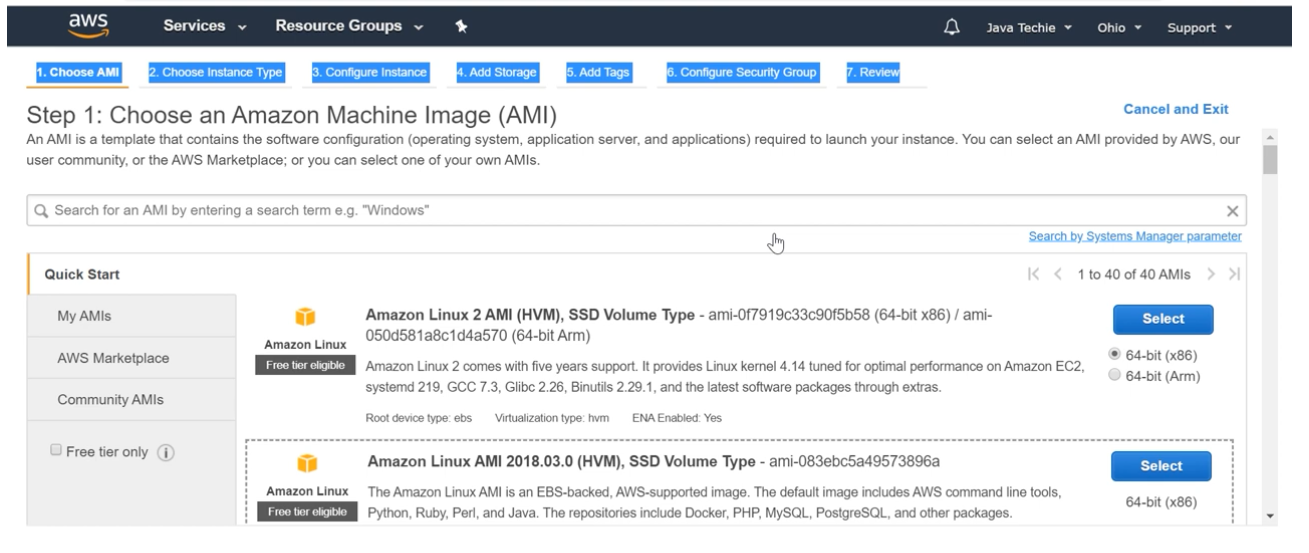 aws Services Resource Groups Java Techie Ohio Support
1. Choose AMI 2. Choose Instance Type 3. Configure Instance 4. Add Storage 5. Add Tags 6. Configure Security Group 7. Review
Step 1: Choose an Amazon Machine Image (AMI)
Cancel and Exit
An AMI is a template that contains the software configuration (operating system, application server, and applications) required to launch your instance. You can select an AMI provided by AWS, our
user community, or the AWS Marketplace; or you can select one of your own AMIs.
Search for an AMI by entering a search term e.g. "Windows"
Search by Systems Manager parameter
Quick Start
1 to 40 of 40 AMIs
My AMIs
AWS Marketplace
Community AMIs
Free tier only
Amazon Linux
Free tier eligible
Amazon Linux 2 AMI (HVM), SSD Volume Type - ami-0f7919c33c90f5b58 (64-bit x86) / ami-
050d581a8c1d4a570 (64-bit Arm)
Amazon Linux 2 comes with five years support. It provides Linux kernel 4.14 tuned for optimal performance on Amazon EC2,
systemd 219, GCC 7.3, Glibc 2.26, Binutils 2.29.1, and the latest software packages through extras.
Root device type: ebs Virtualization type: hvm ENA Enabled: Yes
Select
64-bit (x86)
64-bit (Arm)
Amazon Linux
Free tier eligible
Amazon Linux AMI 2018.03.0 (HVM), SSD Volume Type - ami-083ebc5a49573896a
The Amazon Linux AMI is an EBS-backed, AWS-supported image. The default image includes AWS command line tools,
Python, Ruby, Perl, and Java. The repositories include Docker, PHP, MySQL, PostgreSQL, and other packages.
Select
64-bit (x86)